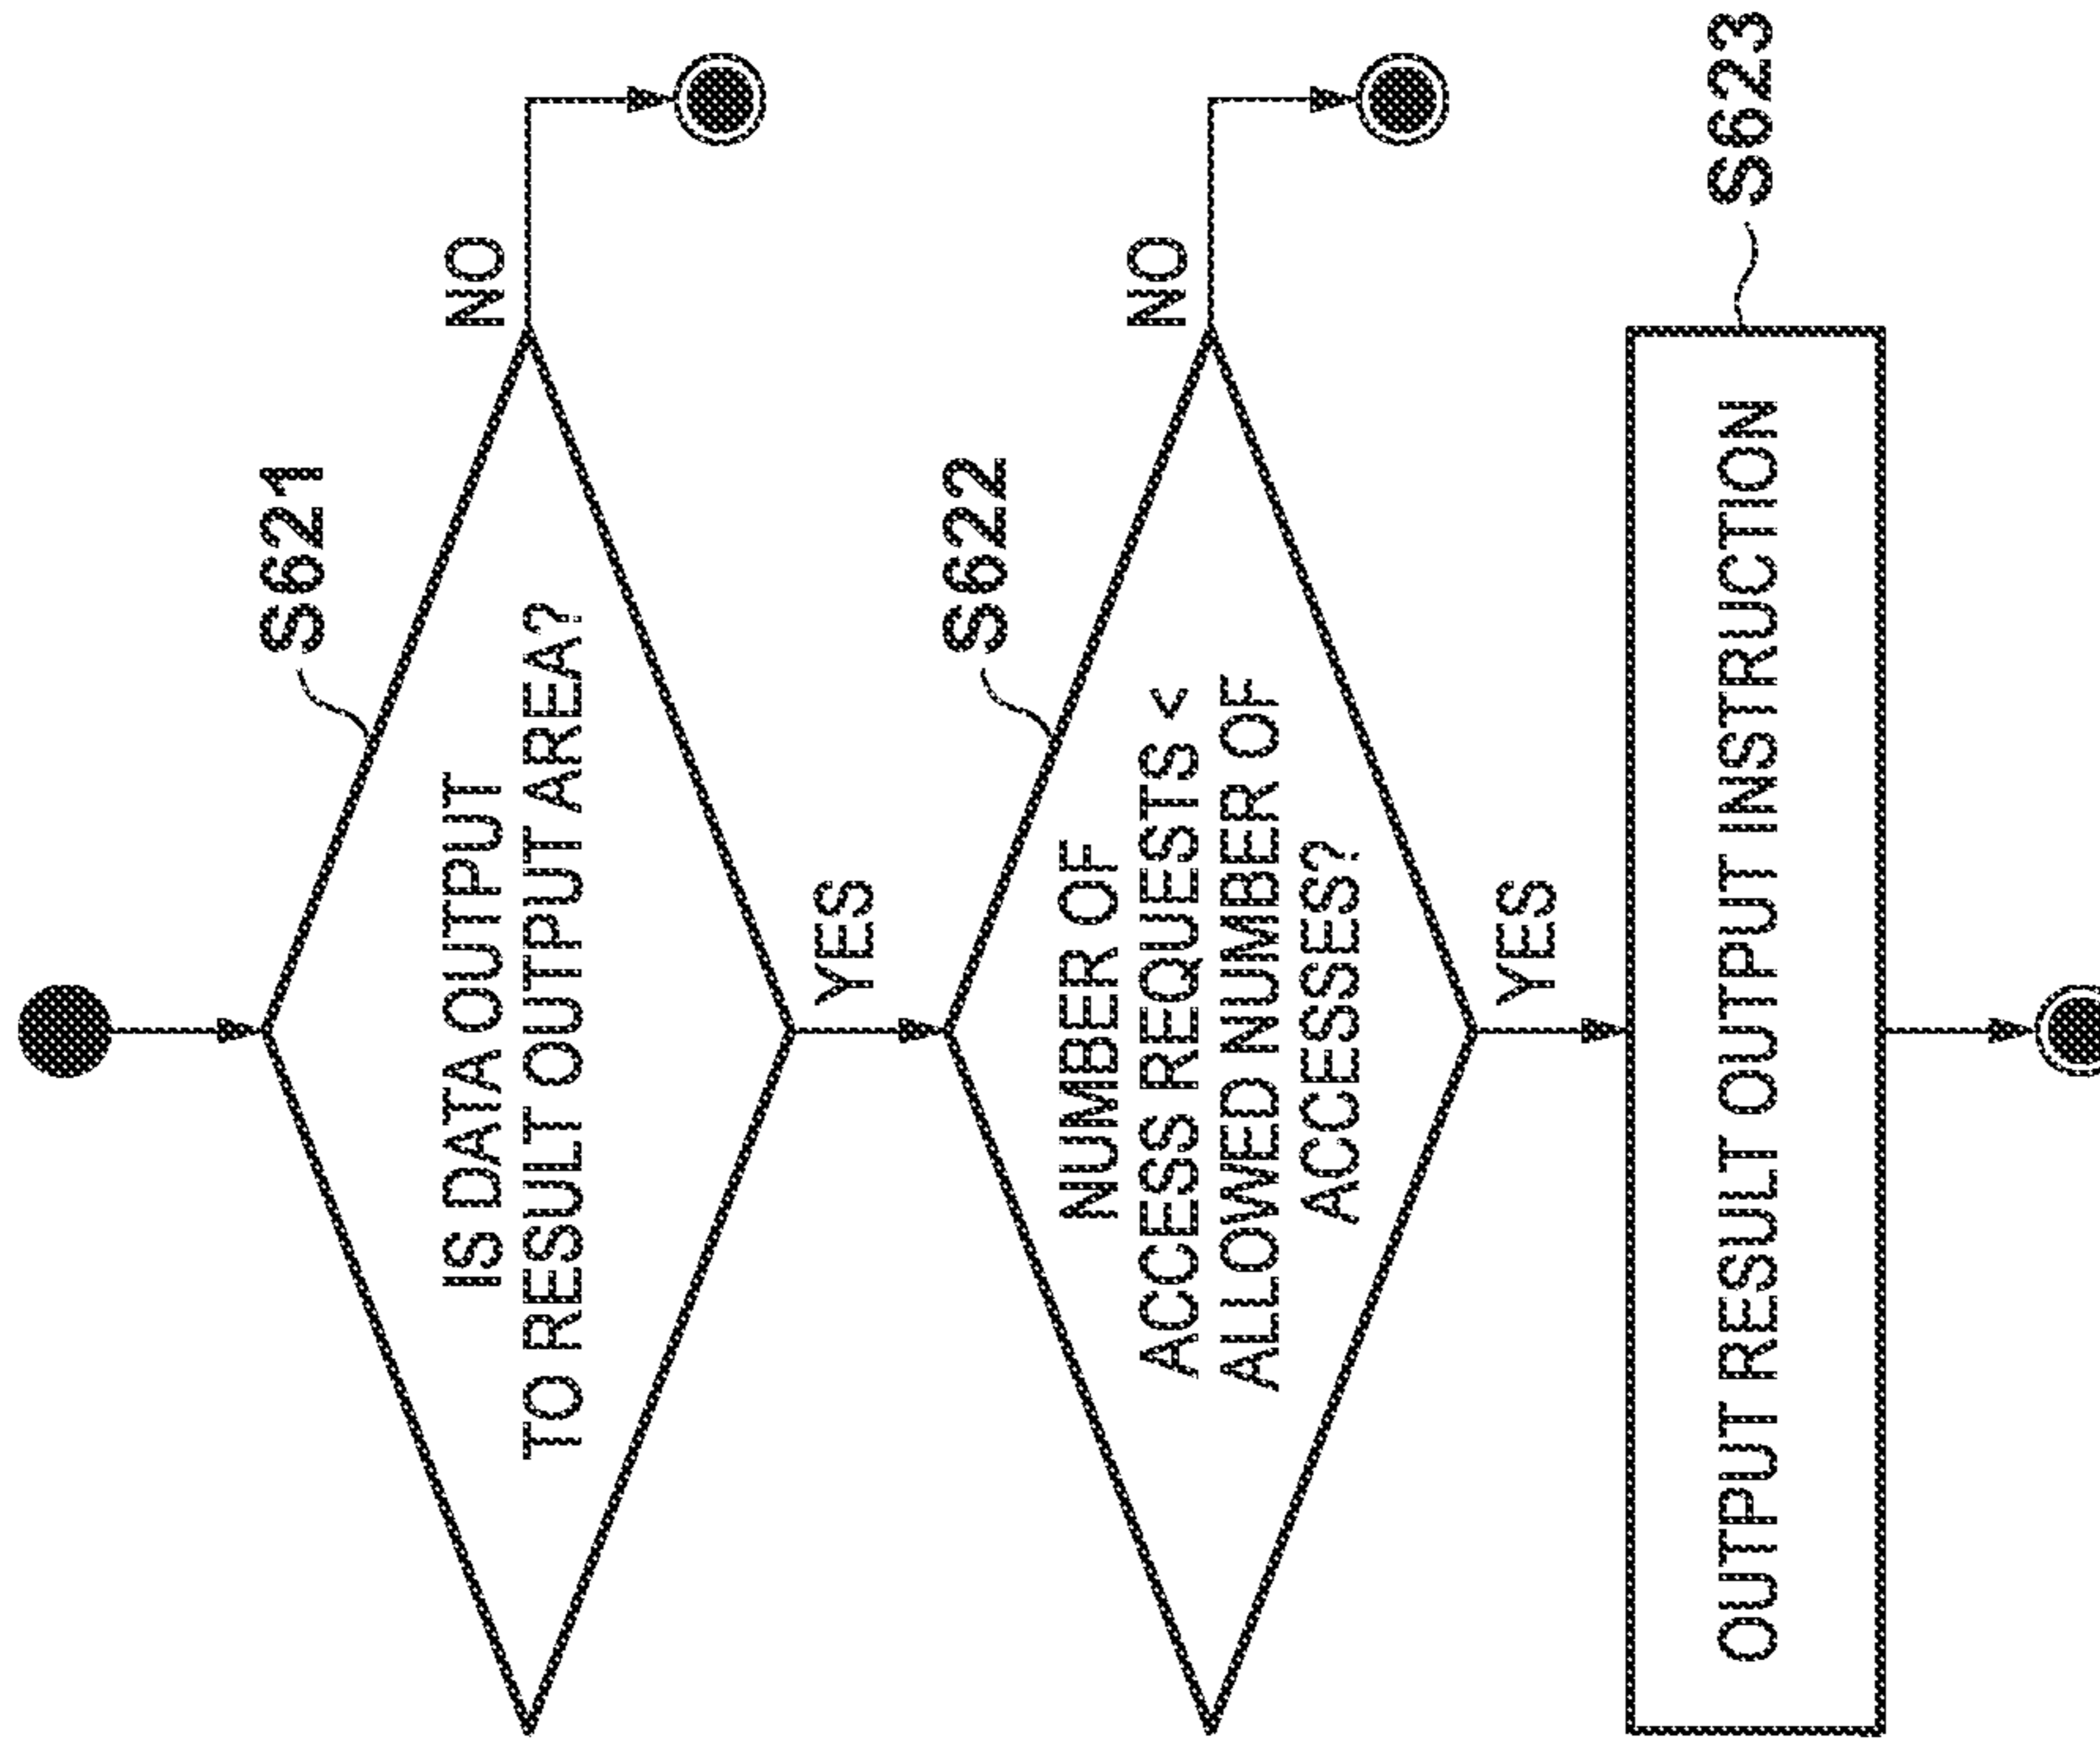 S621
IS DATA OUTPUT
TO RESULT OUTPUT AREA?
NO
YES
S622
NUMBER OF
ACCESS REQUESTS <
ALLOWED NUMBER OF
ACCESSES?
NO
YES
S623
OUTPUT RESULT OUTPUT INSTRUCTION